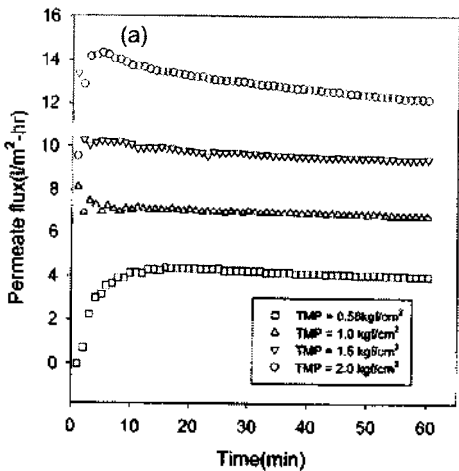 (a)
Permeate flux(l/m²-hr)
16
14
12
10
8
6
4
2
0
□ TMP = 0.56kgf/cm²
△ TMP = 1.0 kgf/cm²
▽ TMP = 1.5 kgf/cm²
○ TMP = 2.0 kgf/cm²
0 10 20 30 40 50 60 70
Time(min)